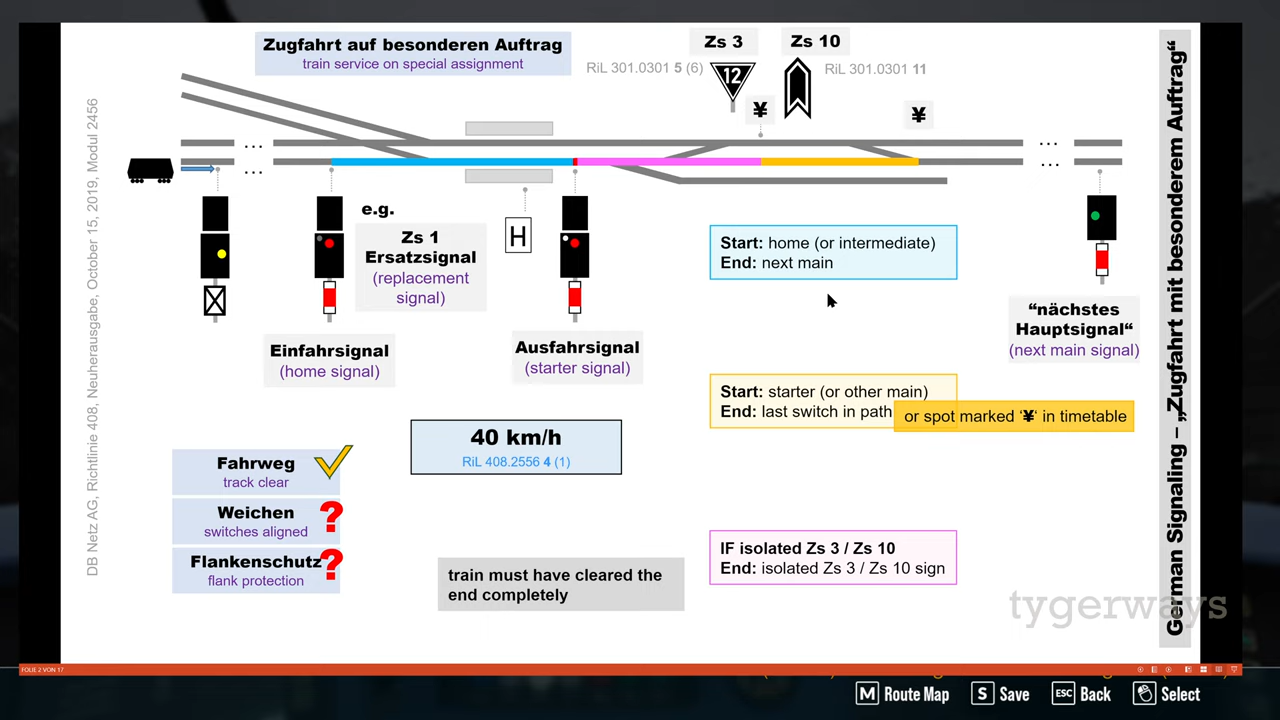 Zugfahrt auf besonderen Auftrag
train service on special assignment
Zs 3
Zs 10
RiL 301.0301 5 (6)
RiL 301.0301 11
12
¥
¥
...
...
...
...
e.g.
Zs 1
Ersatzsignal
(replacement
signal)
H
Einfahrsignal
(home signal)
Ausfahrsignal
(starter signal)
Start: home (or intermediate)
End: next main
"nächstes
Hauptsignal"
(next main signal)
Start: starter (or other main)
End: last switch in path
or spot marked '¥' in timetable
40 km/h
RiL 408.2556 4 (1)
Fahrweg
track clear
Weichen
?
switches aligned
Flankenschutz
?
flank protection
train must have cleared the
end completely
IF isolated Zs 3 / Zs 10
End: isolated Zs 3 / Zs 10 sign
DB Netz AG, Richtlinie 408, Neuherausgabe, October 15, 2019, Modul 2456
German Signaling – „Zugfahrt mit besonderem Auftrag“
tygerways
FOLIE 2 VON 17
M Route Map
S Save
ESC Back
Select